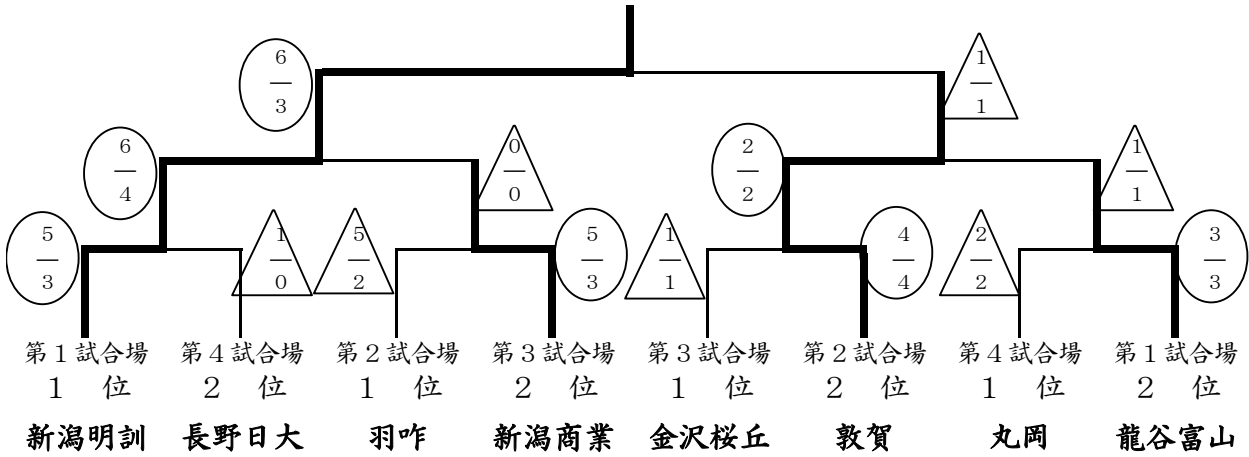 6 1
3 1
6 0 2 1
4 0 2 1
5 1 5 5 1 4 2 3
3 0 2 3 1 4 2 3
第1試合場 第4試合場 第2試合場 第3試合場 第3試合場 第2試合場 第4試合場 第1試合場
1 位 2 位 1 位 2 位 1 位 2 位 1 位 2 位
新潟明訓 長野日大 羽咋 新潟商業 金沢桜丘 敦賀 丸岡 龍谷富山